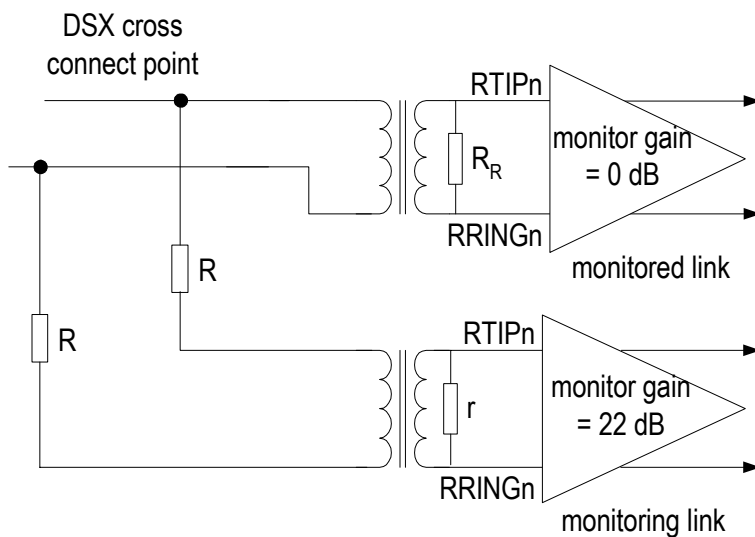 DSX cross
connect point
RTIPn
monitor gain
= 0 dB
R_R
RRINGn
monitored link
R
R
RTIPn
monitor gain
= 22 dB
r
RRINGn
monitoring link